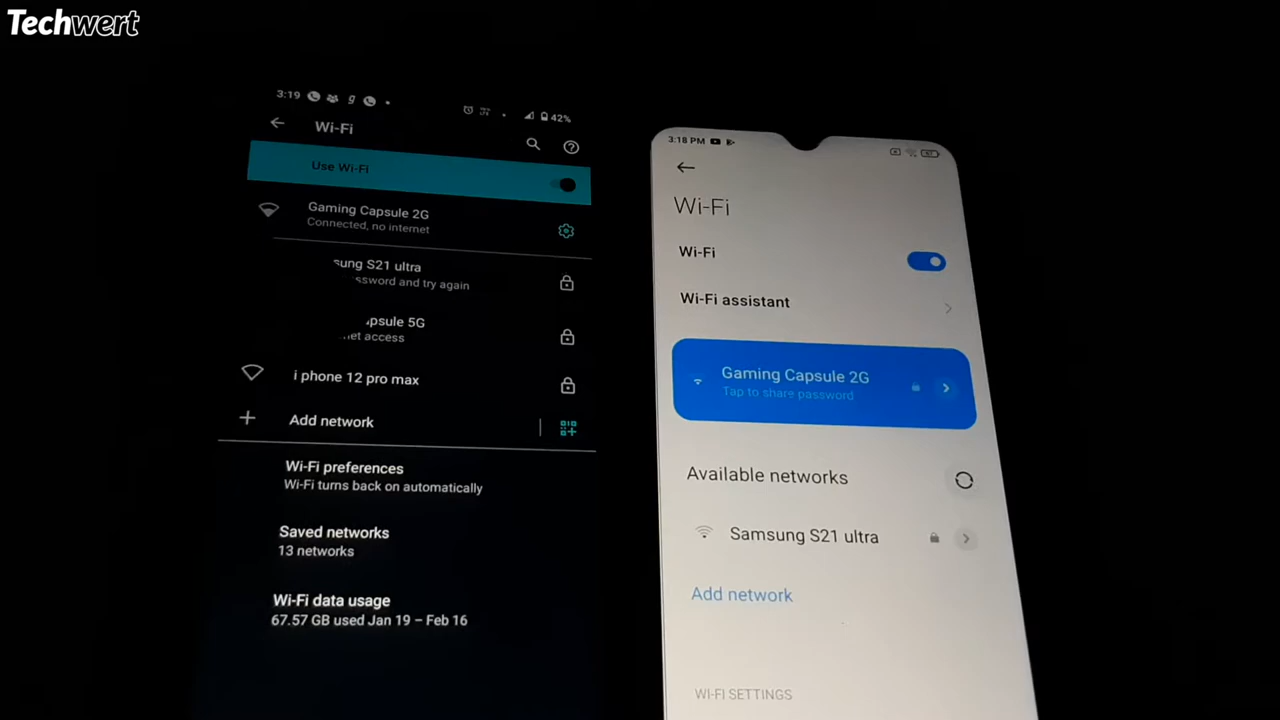 Techwert
3:19
42%
Wi-Fi
Use Wi-Fi
Gaming Capsule 2G
Connected, no internet
sung S21 ultra
ssword and try again
psule 5G
net access
i phone 12 pro max
Add network
Wi-Fi preferences
Wi-Fi turns back on automatically
Saved networks
13 networks
Wi-Fi data usage
67.57 GB used Jan 19 – Feb 16
3:18 PM
Wi-Fi
Wi-Fi
Wi-Fi assistant
Gaming Capsule 2G
Tap to share password
Available networks
Samsung S21 ultra
Add network
WI-FI SETTINGS